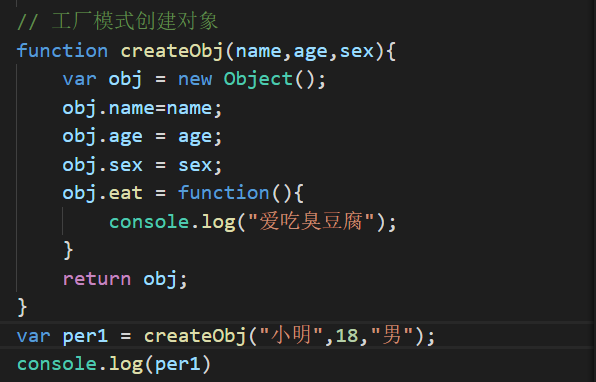 // 工厂模式创建对象
function createObj(name,age,sex){
    var obj = new Object();
    obj.name=name;
    obj.age = age;
    obj.sex = sex;
    obj.eat = function(){
        console.log("爱吃臭豆腐");
    }
    return obj;
}
var per1 = createObj("小明",18,"男");
console.log(per1)